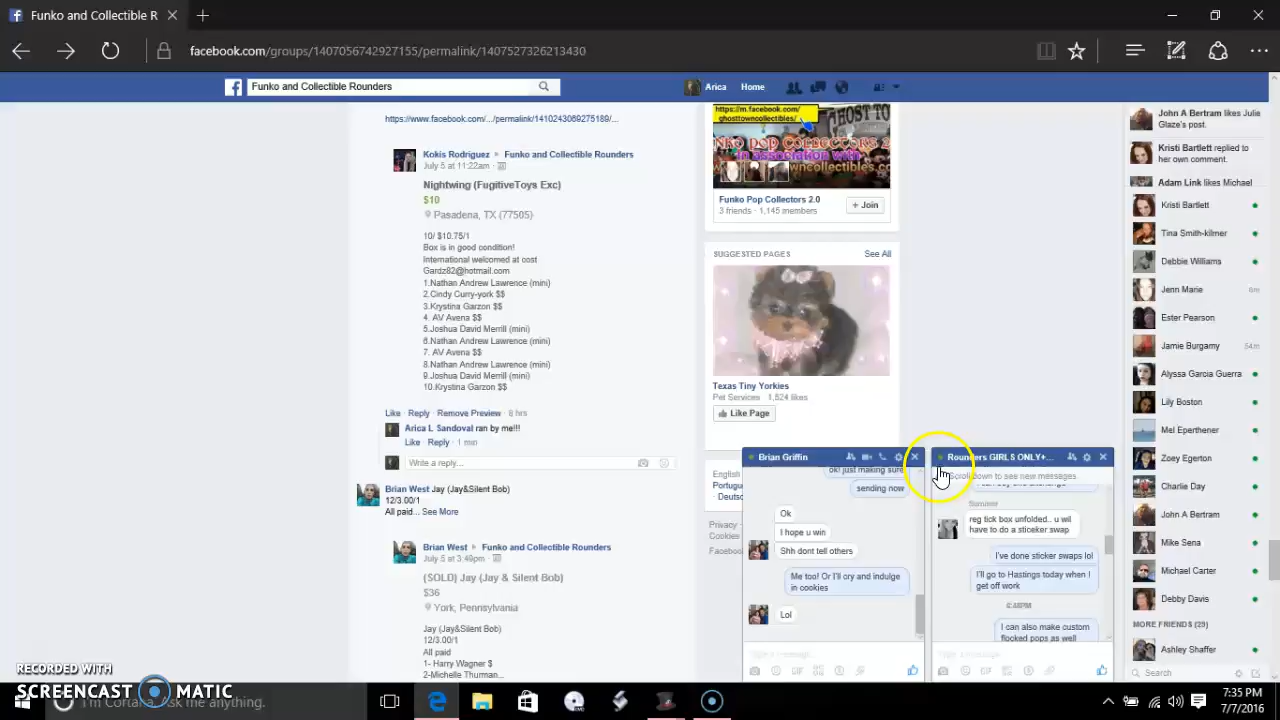 Funko and Collectible R
facebook.com/groups/1407056742927155/permalink/1407527326213430
Funko and Collectible Rounders
Arica Home
https://www.facebook.com/.../permalink/1410243069275189/...
Kokis Rodriguez ▸ Funko and Collectible Rounders
July 5 at 11:22am
Nightwing (FugitiveToys Exc)
$10
Pasadena, TX (77505)
10/ $10.75/1
Box is in good condition!
International welcomed at cost
Gardz82@hotmail.com
1.Nathan Andrew Lawrence (mini)
2.Cindy Curry-york $$
3.Krystina Garzon $$
4. AV Avena $$
5.Joshua David Merrill (mini)
6.Nathan Andrew Lawrence (mini)
7. AV Avena $$
8.Nathan Andrew Lawrence (mini)
9.Joshua David Merrill (mini)
10.Krystina Garzon $$
Like · Reply · Remove Preview · 8 hrs
Arica L Sandoval ran by me!!!
Like · Reply · 1 min
Write a reply...
Brian West Jay (Jay&Silent Bob)
12/3.00/1
All paid... See More
Brian West ▸ Funko and Collectible Rounders
July 5 at 3:49pm
(SOLD) Jay (Jay & Silent Bob)
$36
York, Pennsylvania
Jay (Jay&Silent Bob)
12/3.00/1
All paid
1- Harry Wagner $
2-Michelle Thurman...
https://m.facebook.com/
ghosttowncollectibles/
GHOST TO
NKO POP COLLECTORS 2
in association with
wncollectibles.co
Funko Pop Collectors 2.0
3 friends · 1,145 members
+ Join
SUGGESTED PAGES See All
Texas Tiny Yorkies
Pet Services · 1,524 likes
Like Page
English
Portugu
Deutsc
Privacy
Cookies
Faceboo
Brian Griffin
ok! just making sure
sending now
Ok
I hope u win
Shh dont tell others
Me too! Or I'll cry and indulge
in cookies
Lol
Type a message...
Rounders GIRLS ONLY+...
Scroll down to see new messages
Summer
reg tick box unfolded.. u wil
have to do a sticeker swap
I've done sticker swaps lol
I'll go to Hastings today when I
get off work
I can also make custom
flocked pops as well
Type a message...
John A Bertram likes Julie
Glaze's post.
Kristi Bartlett replied to
her own comment.
Adam Link likes Michael
Kristi Bartlett
Tina Smith-kilmer
Debbie Williams
Jenn Marie 6m
Ester Pearson
Jamie Burgamy 54m
Alyssa Garcia Guerra
Lily Boston
Mel Eperthener
Zoey Egerton
Charlie Day
John A Bertram
Mike Sena
Michael Carter
Debby Davis
MORE FRIENDS (29)
Ashley Shaffer
Search
RECORDED WITH
SCREENCAST MATIC
I'm Cortana. Ask me anything.
7:35 PM
7/7/2016